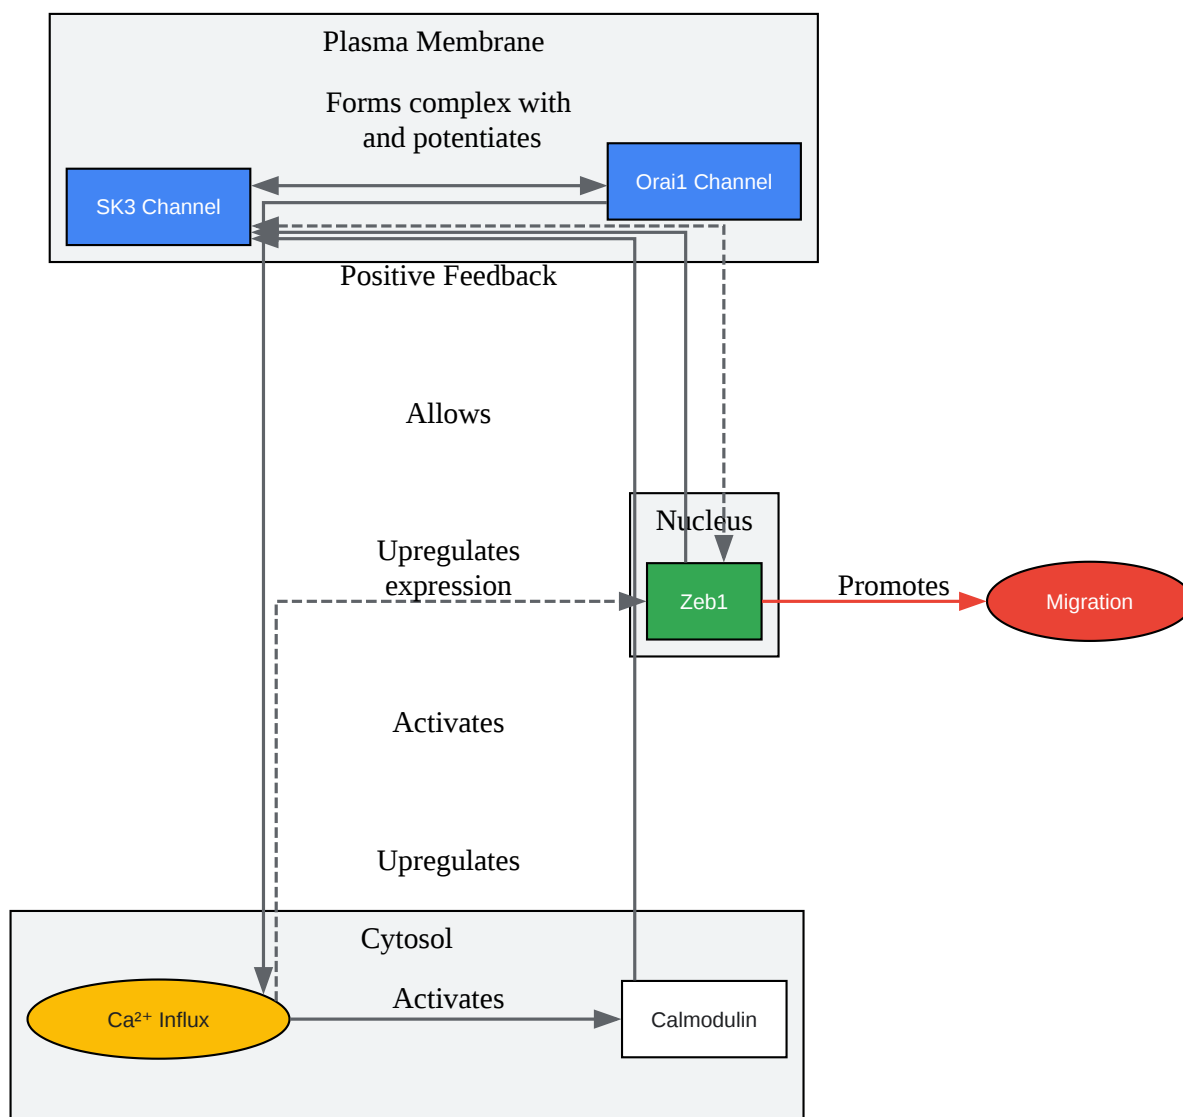 Plasma Membrane
Forms complex with
and potentiates
Orai1 Channel
SK3 Channel
Positive Feedback
Allows
Nucleus
Upregulates
expression
Zeb1
Promotes
Migration
Activates
Upregulates
Cytosol
Activates
Ca²⁺ Influx
Calmodulin